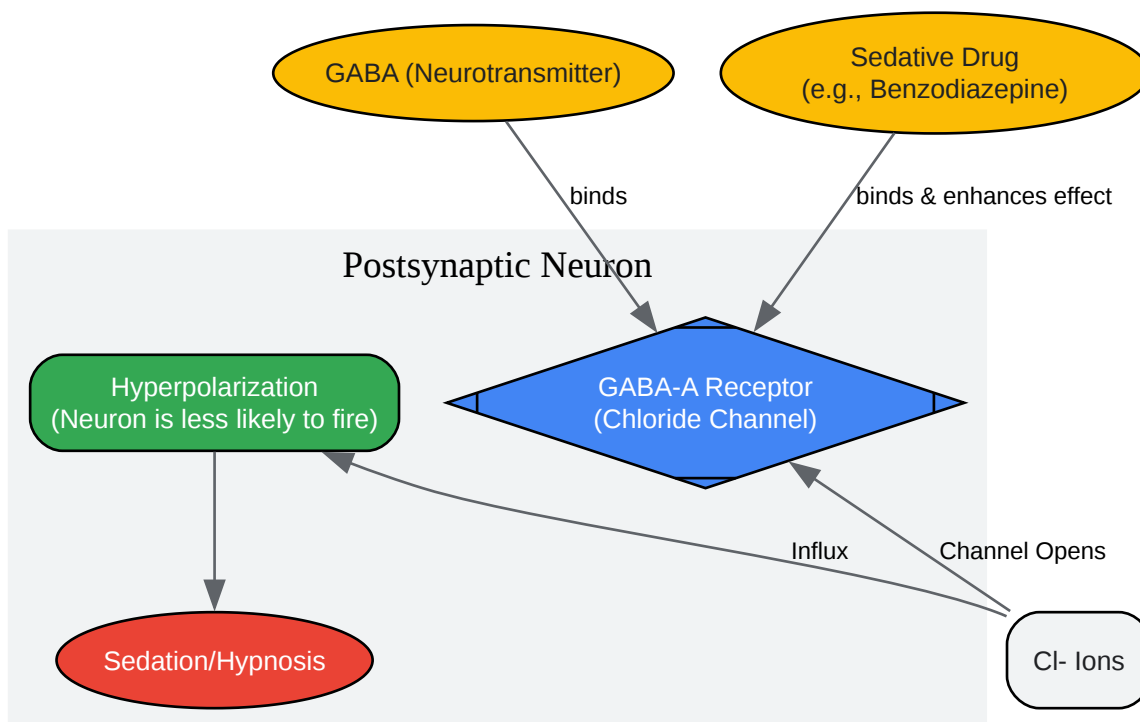 GABA (Neurotransmitter)
Sedative Drug
(e.g., Benzodiazepine)
binds
binds & enhances effect
Postsynaptic Neuron
Hyperpolarization
(Neuron is less likely to fire)
GABA-A Receptor
(Chloride Channel)
Influx
Channel Opens
Sedation/Hypnosis
Cl- Ions